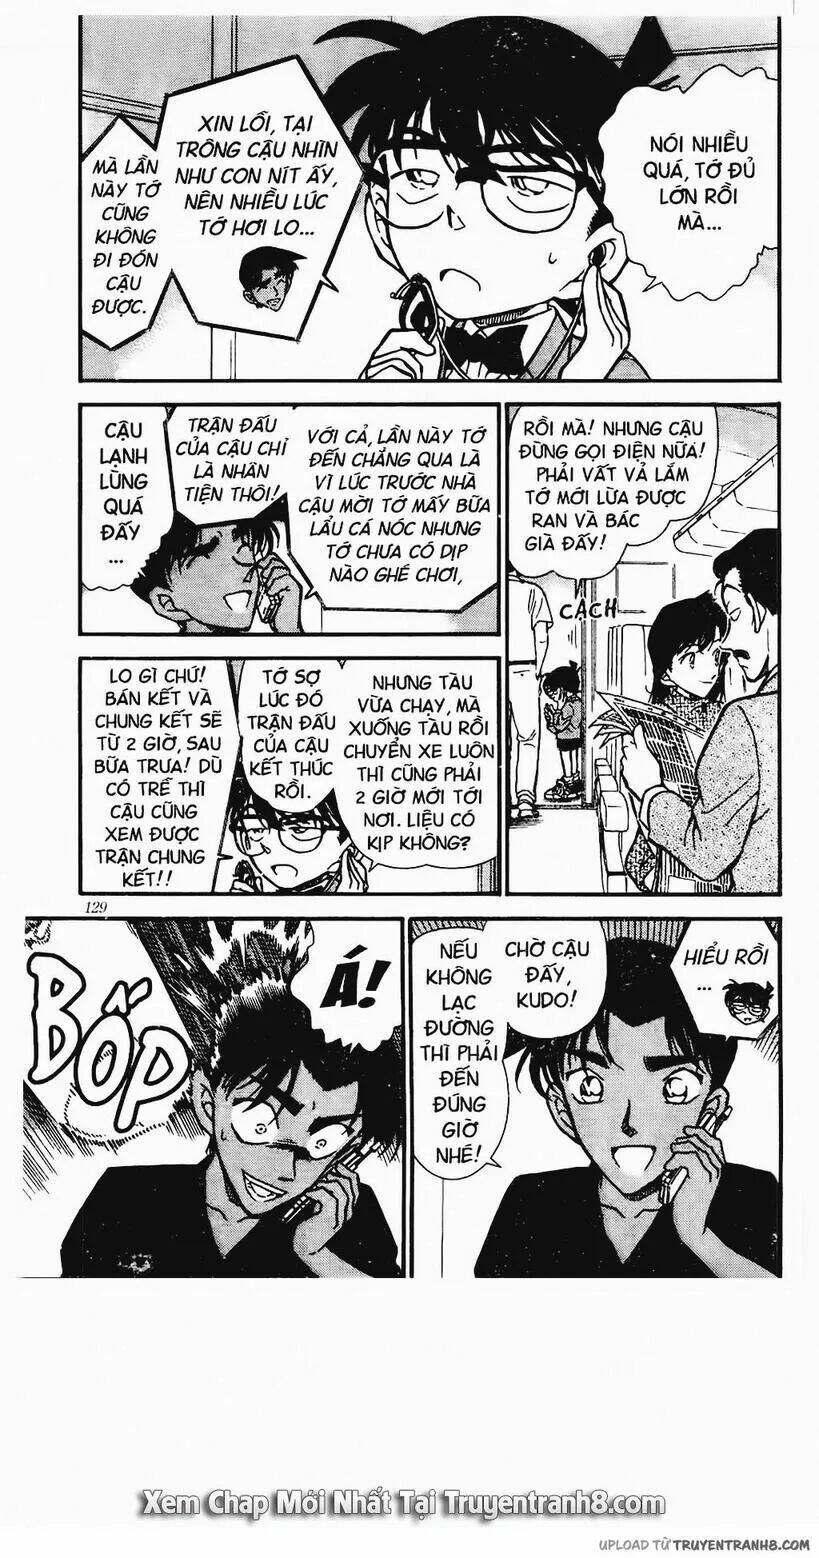 NÓI NHIỀU
QUÁ, TỚ ĐỦ
LỚN RỒI
MÀ...
XIN LỖI, TẠI
TRÔNG CẬU NHÌN
NHƯ CON NÍT ẤY,
NÊN NHIỀU LÚC
TỚ HƠI LO...
MÀ LẦN
NÀY TỚ
CŨNG
KHÔNG
ĐI ĐÓN
CẬU
ĐƯỢC.
RỒI MÀ! NHƯNG CẬU
ĐỪNG GỌI ĐIỆN NỮA!
PHẢI VẤT VẢ LẮM
TỚ MỚI LỪA ĐƯỢC
RAN VÀ BÁC
GIÀ ĐẤY!
CẠCH
VỚI CẢ, LẦN NÀY TỚ
ĐẾN CHẲNG QUA LÀ
VÌ LÚC TRƯỚC NHÀ
CẬU MỜI TỚ MẤY BỮA
LẨU CÁ NÓC NHƯNG
TỚ CHƯA CÓ DỊP
NÀO GHÉ CHƠI,
TRẬN ĐẤU
CỦA CẬU CHỈ
LÀ NHÂN
TIỆN THÔI!
CẬU
LẠNH
LÙNG
QUÁ
ĐẤY
...
NHƯNG TÀU
VỪA CHẠY, MÀ
XUỐNG TÀU RỒI
CHUYỂN XE LUÔN
THÌ CŨNG PHẢI
2 GIỜ MỚI TỚI
NƠI. LIỆU CÓ
KỊP KHÔNG?
TỚ SỢ
LÚC ĐÓ
TRẬN ĐẤU
CỦA CẬU
KẾT THÚC
RỒI.
LO GÌ CHỨ!
BÁN KẾT VÀ
CHUNG KẾT SẼ
TỪ 2 GIỜ, SAU
BỮA TRƯA! DÙ
CÓ TRỄ THÌ
CẬU CŨNG
XEM ĐƯỢC
TRẬN CHUNG
KẾT!!
129
HIỂU RỒI
...
CHỜ CẬU
ĐẤY,
KUDO!
NẾU
KHÔNG
LẠC
ĐƯỜNG
THÌ PHẢI
ĐẾN
ĐÚNG
GIỜ
NHÉ!
Á!
BỐP
Xem Chap Mới Nhất Tại Truyentranh8.com
UPLOAD TỪ TRUYENTRANH8.COM